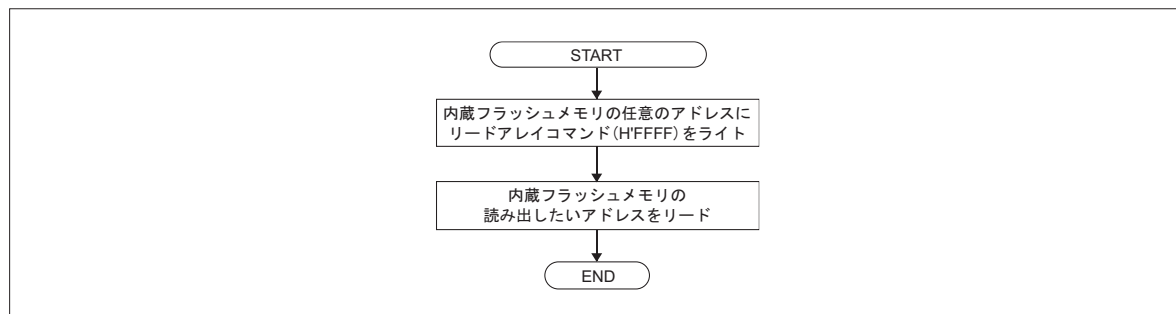 START
内蔵フラッシュメモリの任意のアドレスに
リードアレイコマンド(H'FFFF)をライト
内蔵フラッシュメモリの
読み出したいアドレスをリード
END